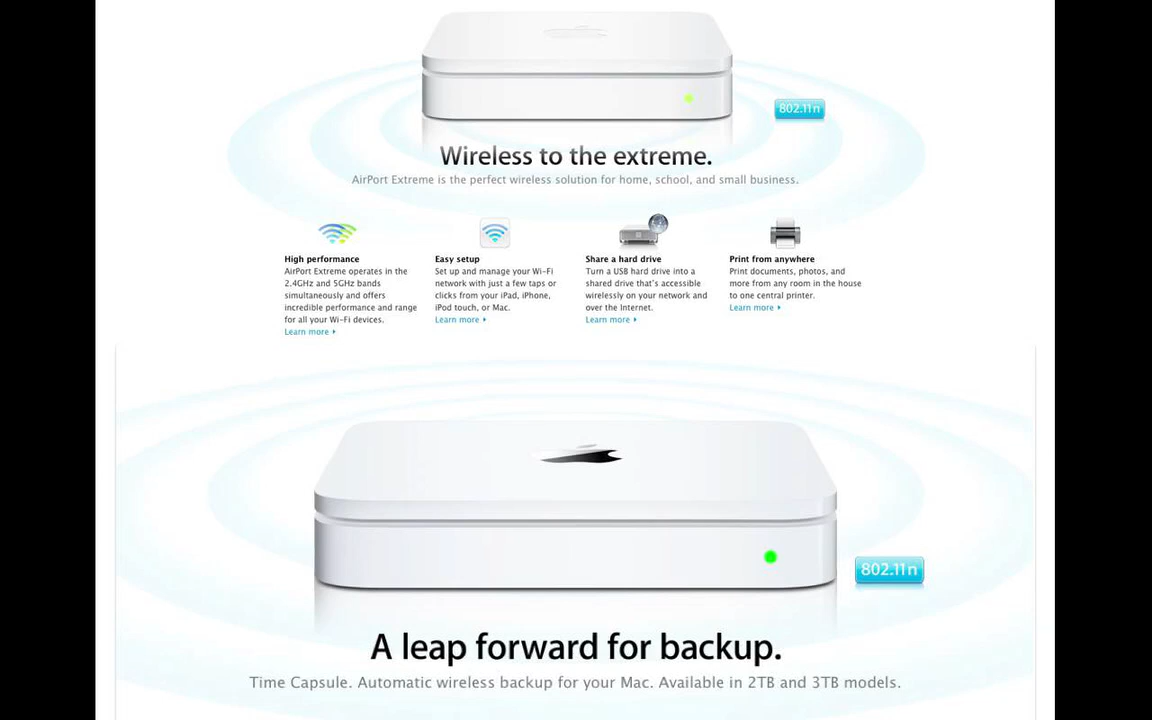 802.11n
Wireless to the extreme.
AirPort Extreme is the perfect wireless solution for home, school, and small business.
High performance
AirPort Extreme operates in the
2.4GHz and 5GHz bands
simultaneously and offers
incredible performance and range
for all your Wi-Fi devices.
Learn more
Easy setup
Set up and manage your Wi-Fi
network with just a few taps or
clicks from your iPad, iPhone,
iPod touch, or Mac.
Learn more
Share a hard drive
Turn a USB hard drive into a
shared drive that's accessible
wirelessly on your network and
over the Internet.
Learn more
Print from anywhere
Print documents, photos, and
more from any room in the house
to one central printer.
Learn more
802.11n
A leap forward for backup.
Time Capsule. Automatic wireless backup for your Mac. Available in 2TB and 3TB models.